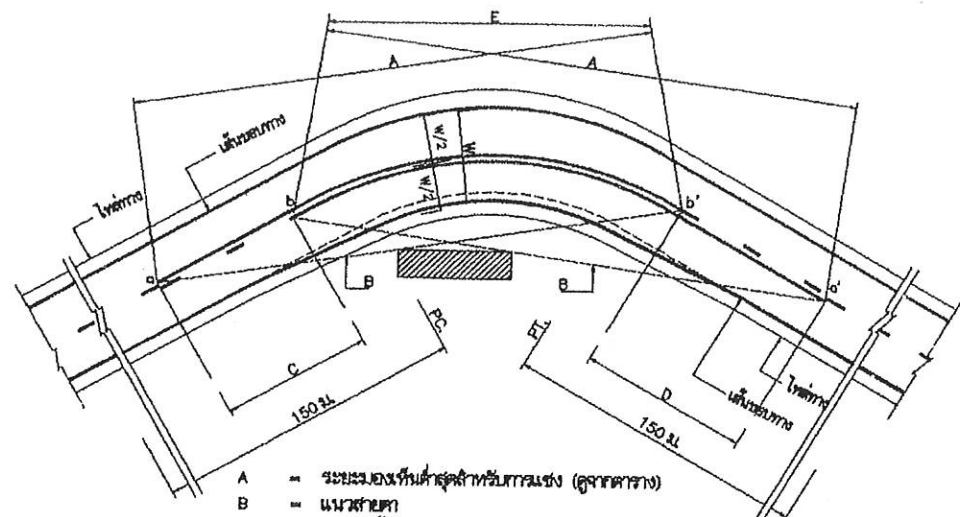 E
A
A
เส้นขอบทาง
ไหล่ทาง
W/2
W
W/2
b
b'
a
a'
B
B
P.C.
P.T.
C
D
150 ม.
150 ม.
ไหล่ทาง
เส้นขอบทาง
A = ระยะมองเห็นต่ำสุดสำหรับการแซง (ดูจากตาราง)
B = แนวสายตา